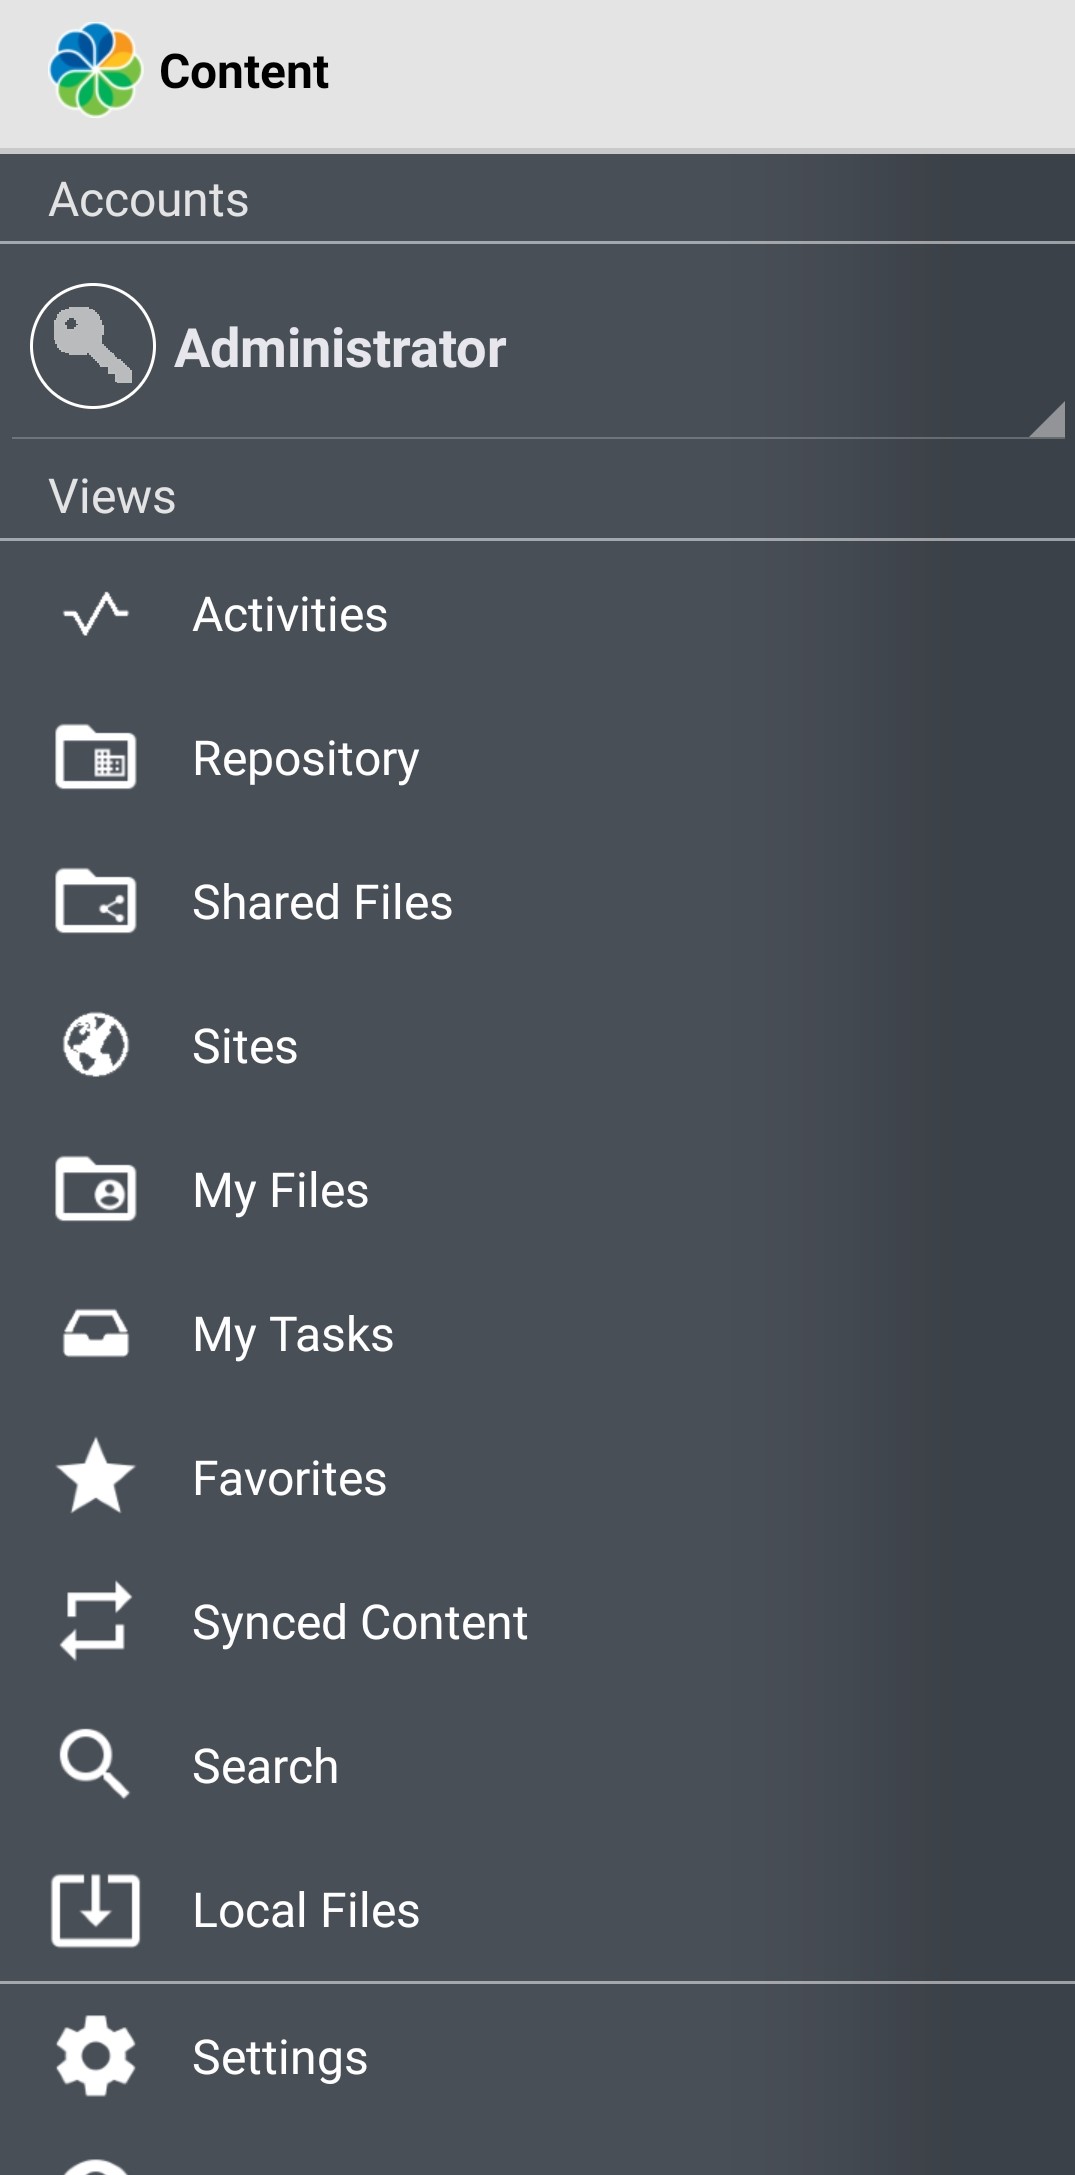 Content
Accounts
Administrator
Views
Activities
Repository
Shared Files
Sites
My Files
My Tasks
Favorites
Synced Content
Search
Local Files
Settings